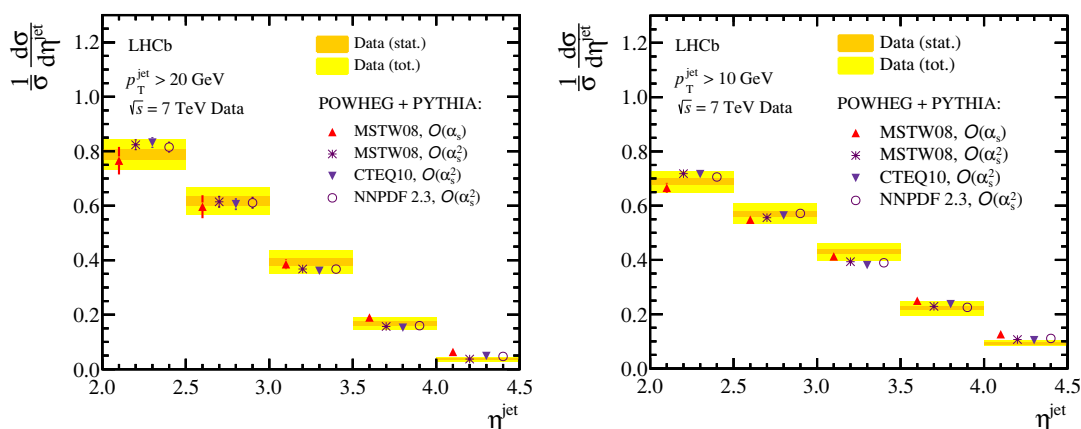 1/σ dσ/dη^jet
1.2
1.0
0.8
0.6
0.4
0.2
0.0
LHCb
p_T^jet > 20 GeV
√s = 7 TeV Data
Data (stat.)
Data (tot.)
POWHEG + PYTHIA:
MSTW08, O(α_s)
MSTW08, O(α_s^2)
CTEQ10, O(α_s^2)
NNPDF 2.3, O(α_s^2)
2.0 2.5 3.0 3.5 4.0 4.5
η^jet
1/σ dσ/dη^jet
1.2
1.0
0.8
0.6
0.4
0.2
0.0
LHCb
p_T^jet > 10 GeV
√s = 7 TeV Data
Data (stat.)
Data (tot.)
POWHEG + PYTHIA:
MSTW08, O(α_s)
MSTW08, O(α_s^2)
CTEQ10, O(α_s^2)
NNPDF 2.3, O(α_s^2)
2.0 2.5 3.0 3.5 4.0 4.5
η^jet